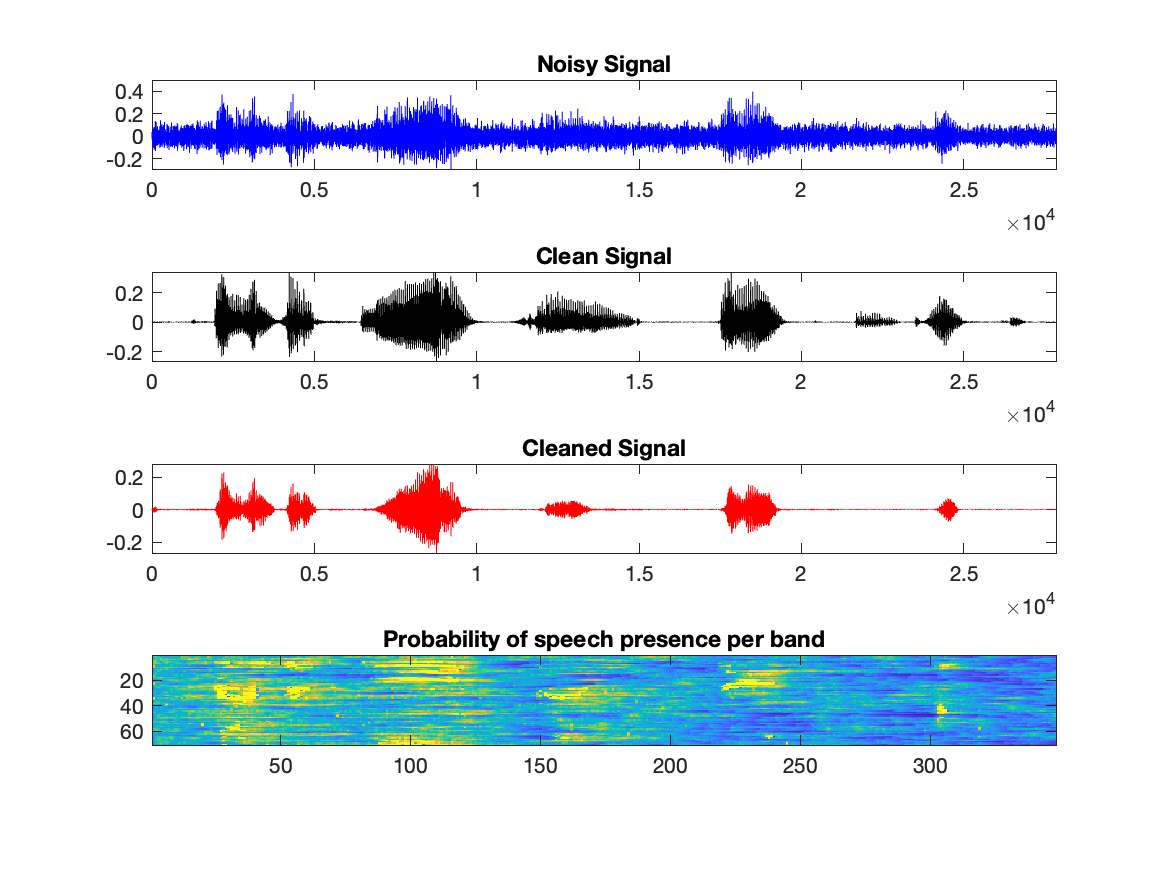 Noisy Signal
0.4
0.2
0
-0.2
0 0.5 1 1.5 2 2.5
×10^4
Clean Signal
0.2
0
-0.2
0 0.5 1 1.5 2 2.5
×10^4
Cleaned Signal
0.2
0
-0.2
0 0.5 1 1.5 2 2.5
×10^4
Probability of speech presence per band
20
40
60
50 100 150 200 250 300